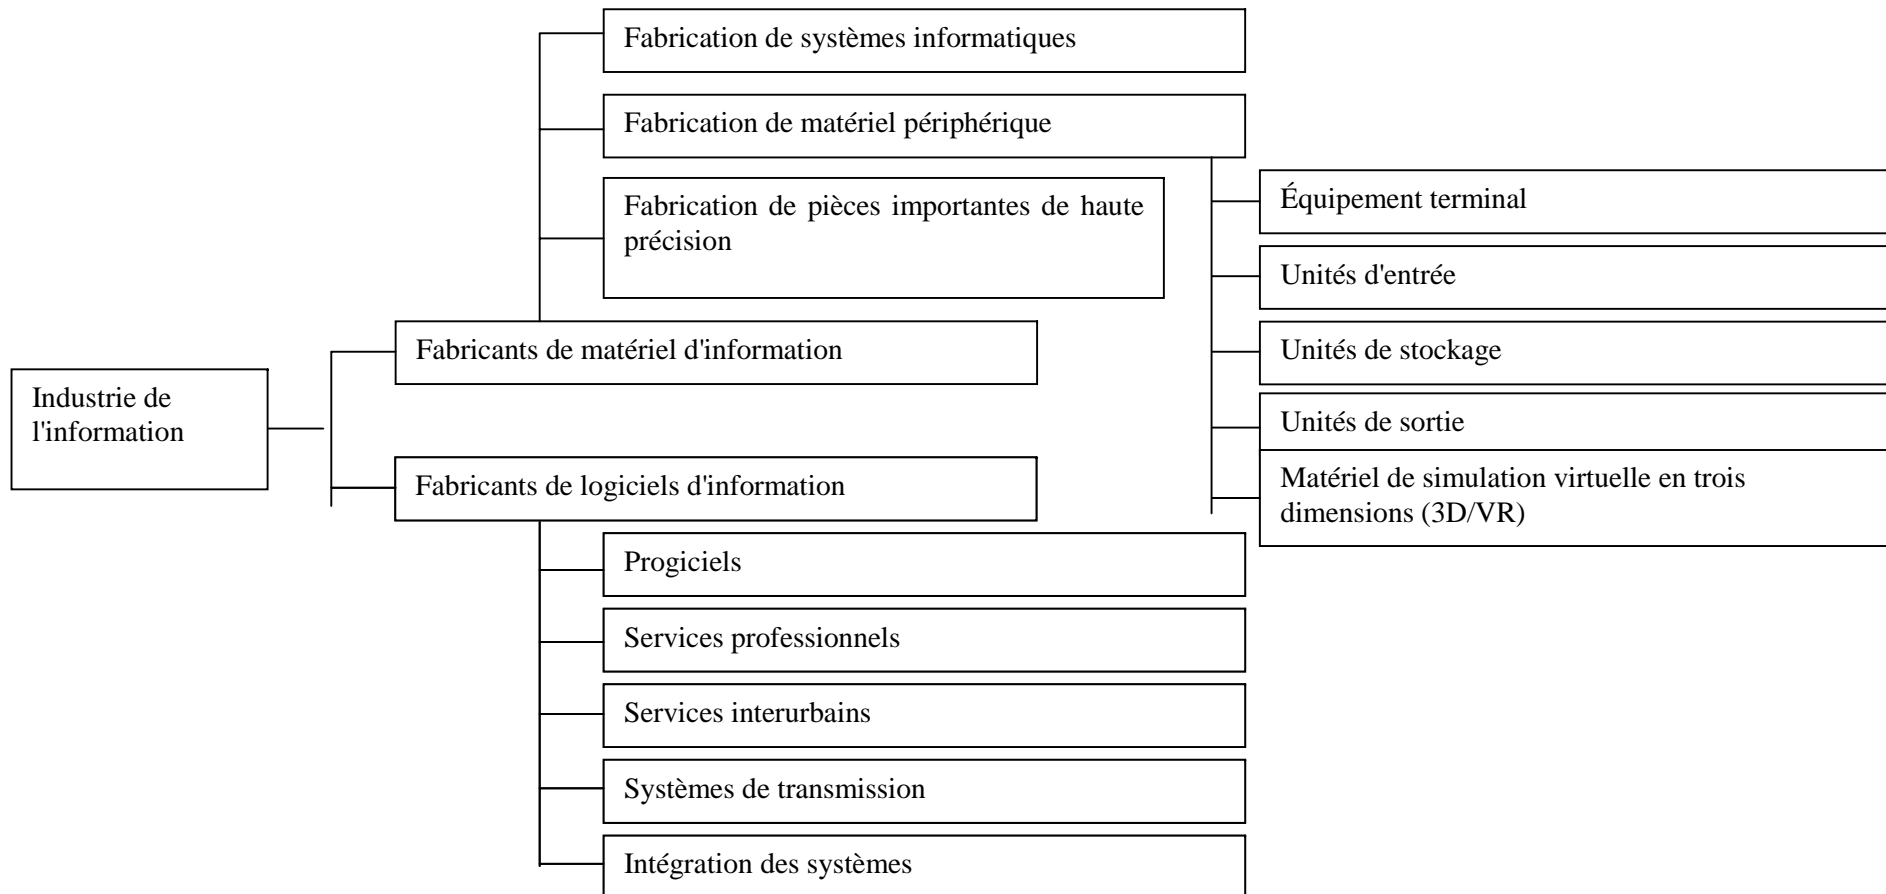 Fabrication de systèmes informatiques
Fabrication de matériel périphérique
Fabrication de pièces importantes de haute
précision
Équipement terminal
Unités d'entrée
Unités de stockage
Unités de sortie
Matériel de simulation virtuelle en trois
dimensions (3D/VR)
Fabricants de matériel d'information
Industrie de
l'information
Fabricants de logiciels d'information
Progiciels
Services professionnels
Services interurbains
Systèmes de transmission
Intégration des systèmes